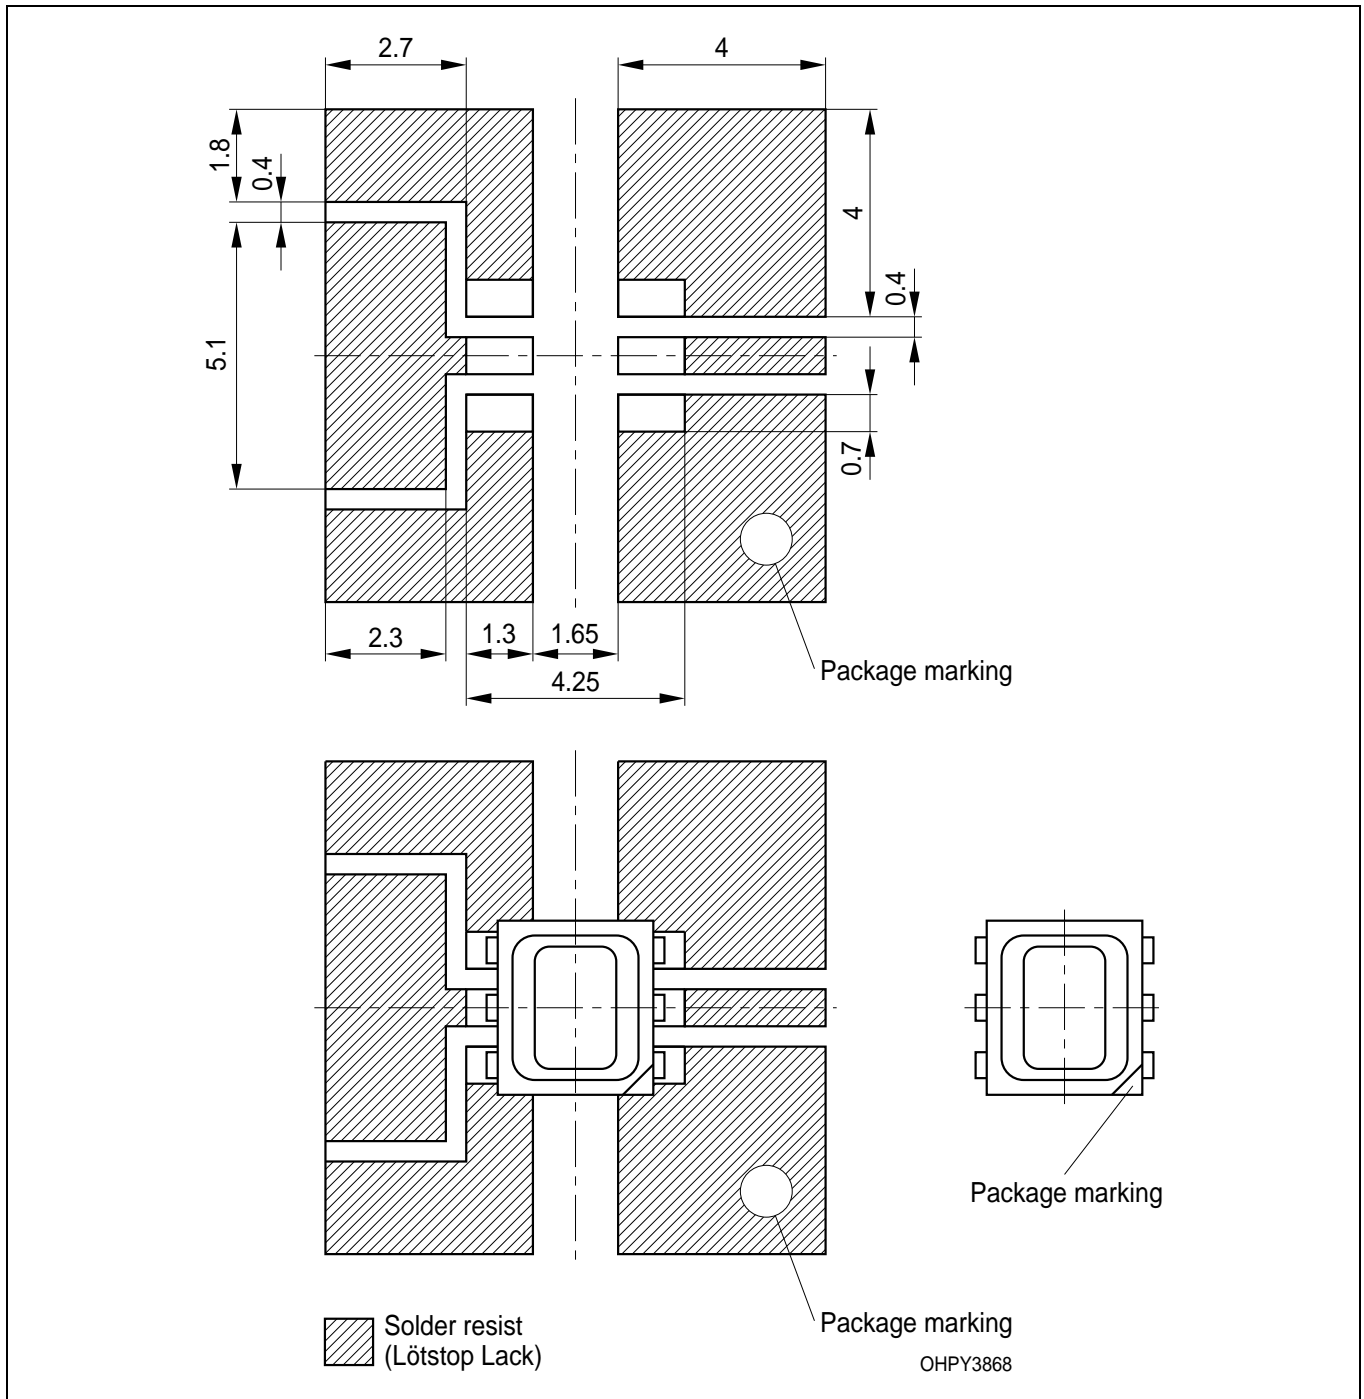 2.7
4
1.8
0.4
4
0.4
5.1
0.7
2.3
1.3
1.65
4.25
Package marking
Package marking
Package marking
Solder resist
(Lötstop Lack)
OHPY3868